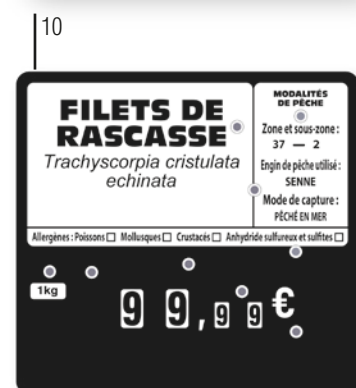 10
FILETS DE
RASCASSE
Trachyscorpia cristulata
echinata
MODALITÉS
DE PÊCHE
Zone et sous-zone :
37 — 2
Engin de pêche utilisé :
SENNE
Mode de capture :
PÊCHÉ EN MER
Allergènes : Poissons □ Mollusques □ Crustacés □ Anhydride sulfureux et sulfites □
1kg
99,99 €